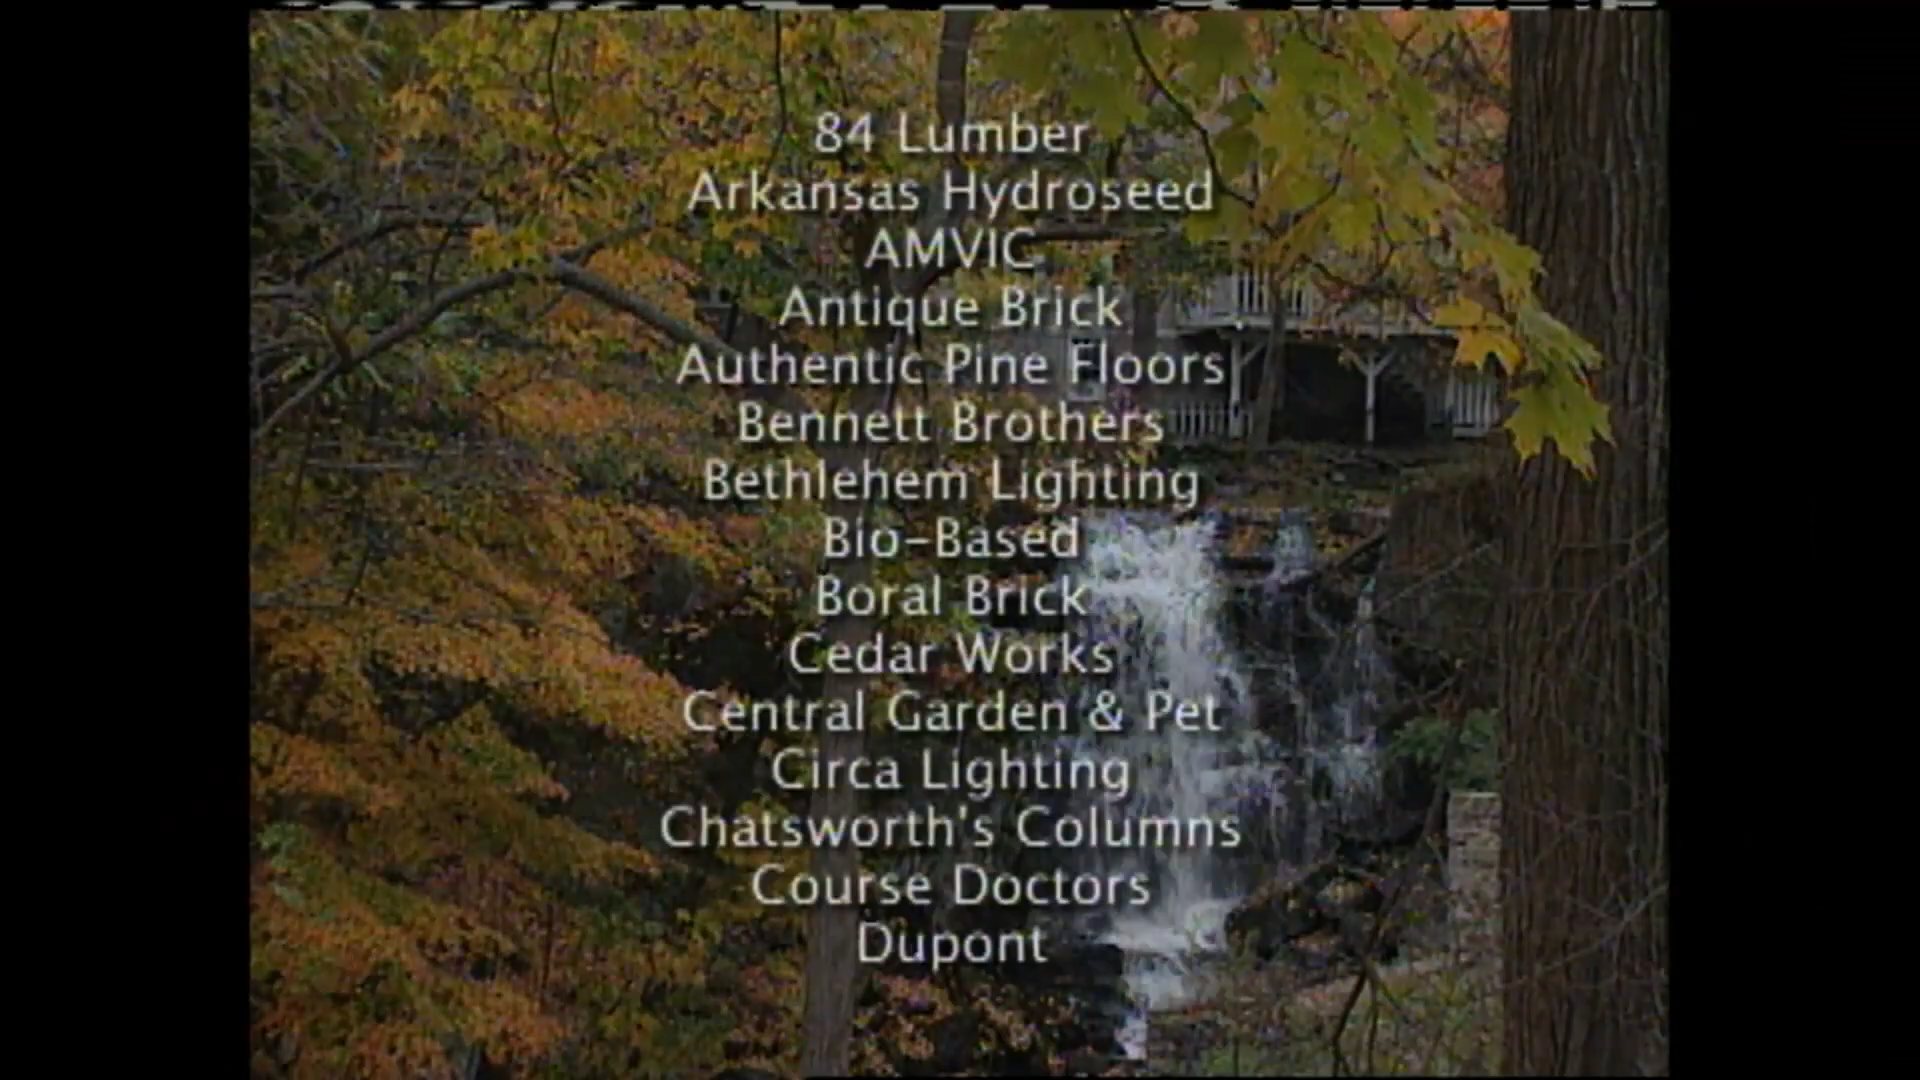 84 Lumber
Arkansas Hydroseed
AMVIC
Antique Brick
Authentic Pine Floors
Bennett Brothers
Bethlehem Lighting
Bio-Based
Boral Brick
Cedar Works
Central Garden & Pet
Circa Lighting
Chatsworth's Columns
Course Doctors
Dupont